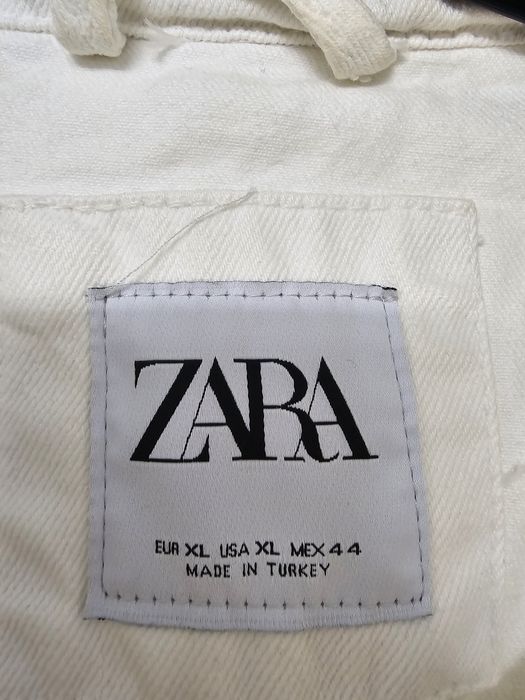 ZARA
EUR XL USA XL MEX 44
MADE IN TURKEY